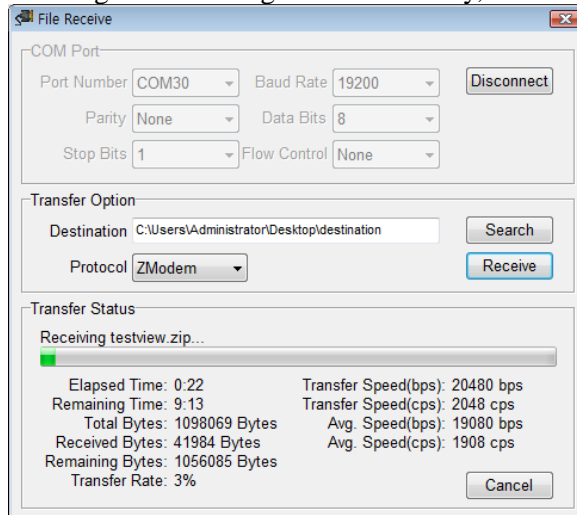 File Receive
COM Port
Port Number COM30 Baud Rate 19200 Disconnect
Parity None Data Bits 8
Stop Bits 1 Flow Control None
Transfer Option
Destination C:\Users\Administrator\Desktop\destination Search
Protocol ZModem Receive
Transfer Status
Receiving testview.zip...
Elapsed Time: 0:22 Transfer Speed(bps): 20480 bps
Remaining Time: 9:13 Transfer Speed(cps): 2048 cps
Total Bytes: 1098069 Bytes Avg. Speed(bps): 19080 bps
Received Bytes: 41984 Bytes Avg. Speed(cps): 1908 cps
Remaining Bytes: 1056085 Bytes
Transfer Rate: 3% Cancel